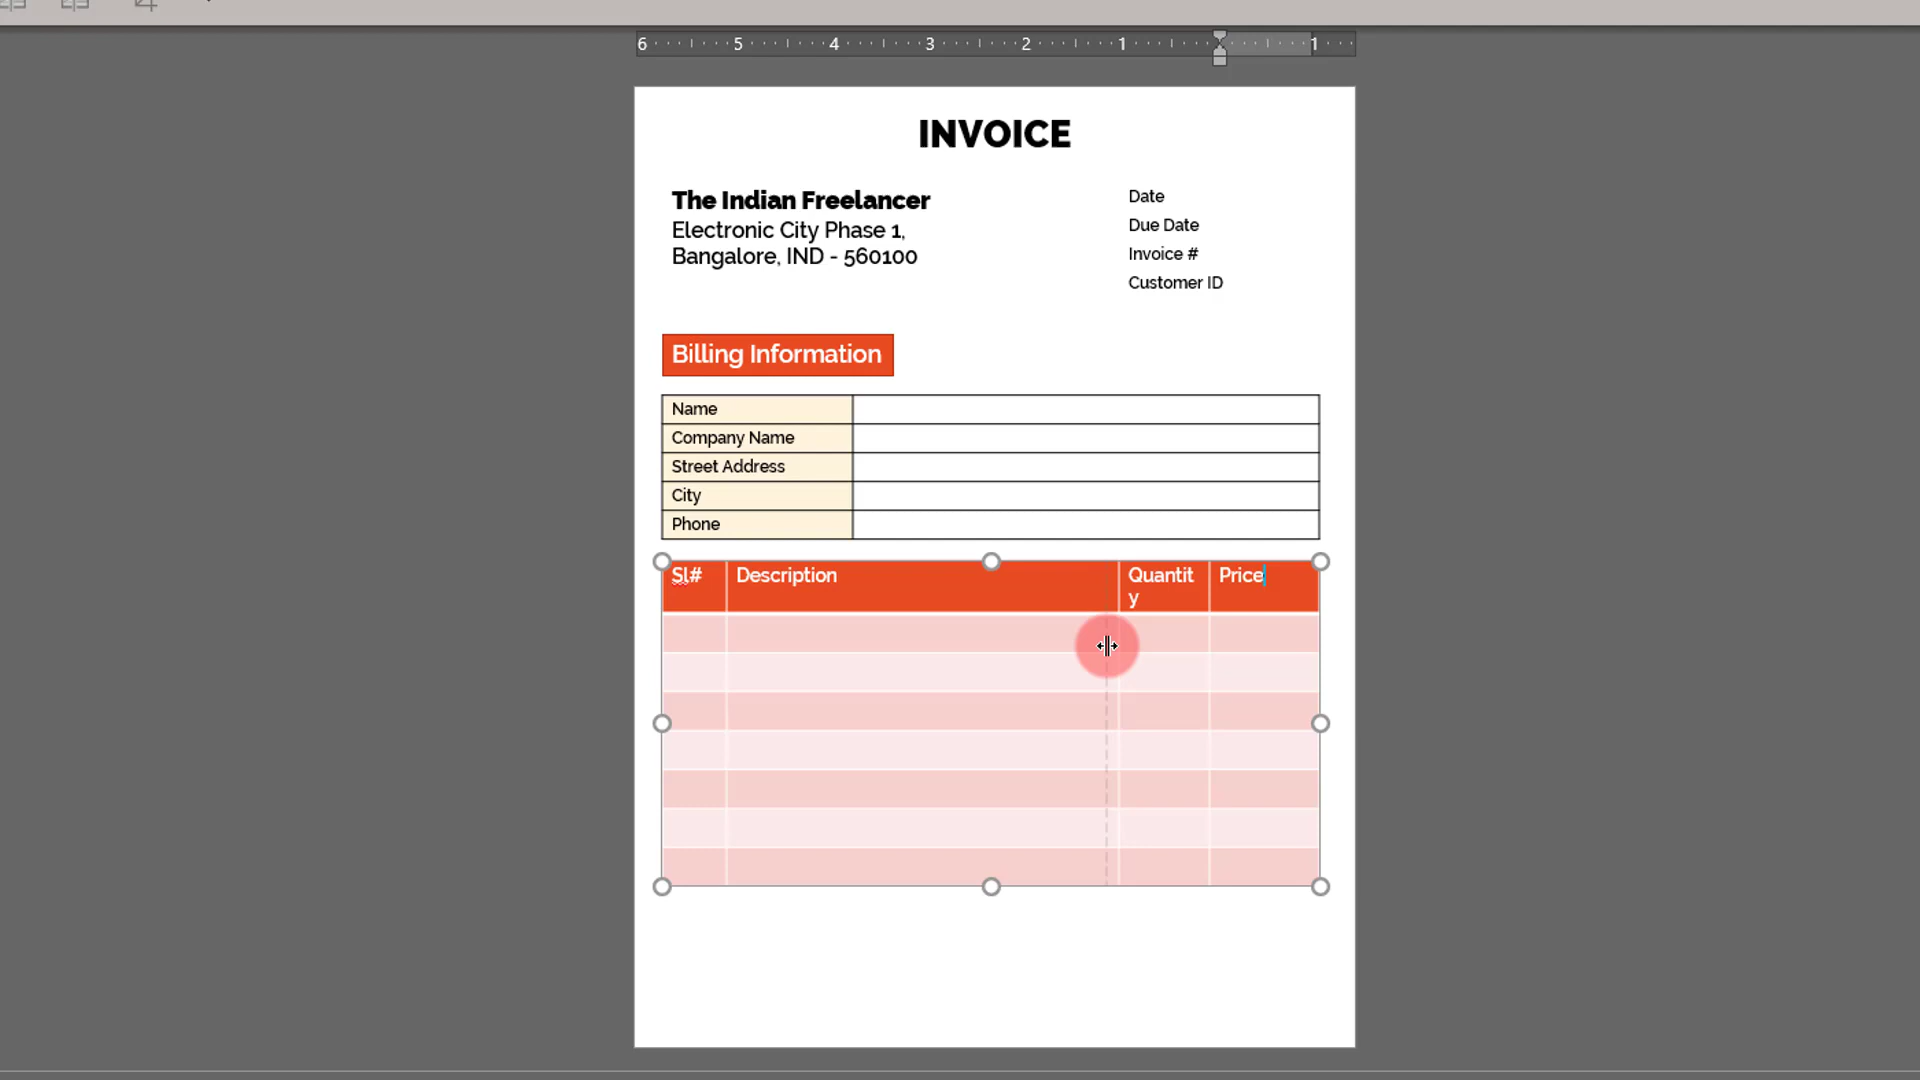 6 5 4 3 2 1 1
INVOICE
The Indian Freelancer
Electronic City Phase 1,
Bangalore, IND - 560100
Date
Due Date
Invoice #
Customer ID
Billing Information
Name
Company Name
Street Address
City
Phone
Sl# Description Quantit Price
y